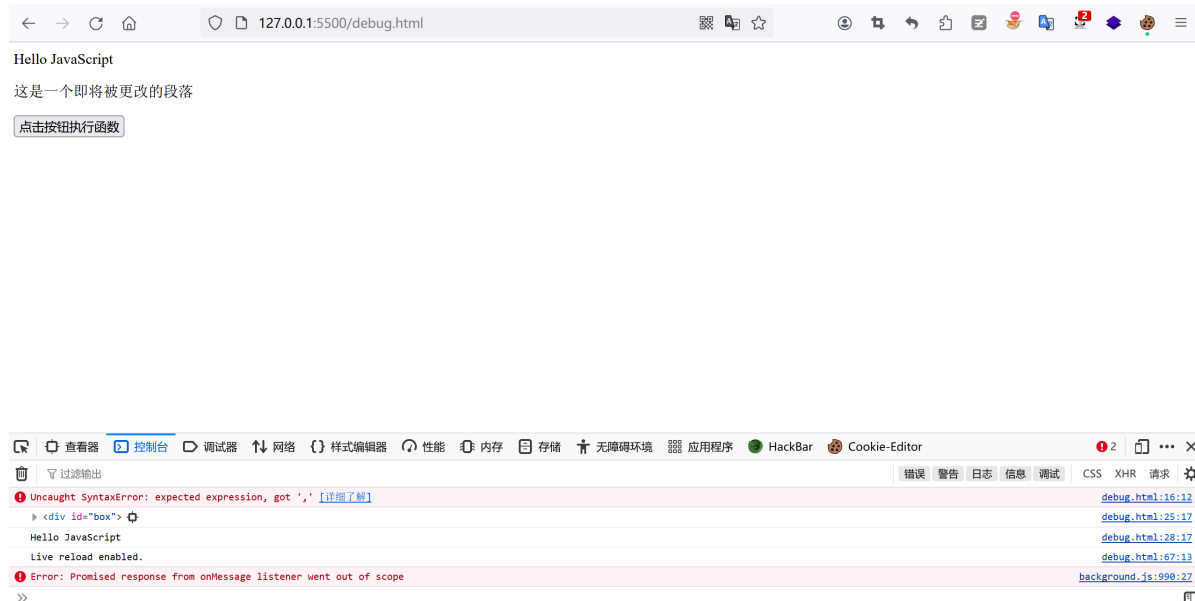 127.0.0.1:5500/debug.html
2
Hello JavaScript
这是一个即将被更改的段落
点击按钮执行函数
查看器 控制台 调试器 网络 {} 样式编辑器 性能 内存 存储 无障碍环境 应用程序 HackBar Cookie-Editor 2
过滤输出 错误 警告 日志 信息 调试 CSS XHR 请求
Uncaught SyntaxError: expected expression, got ',' [详细了解] debug.html:16:12
<div id="box"> debug.html:25:17
Hello JavaScript debug.html:28:17
Live reload enabled. debug.html:67:13
Error: Promised response from onMessage listener went out of scope background.js:990:27